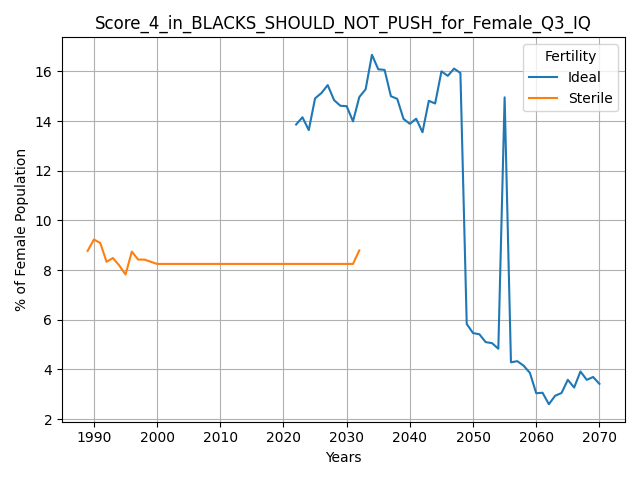 Score_4_in_BLACKS_SHOULD_NOT_PUSH_for_Female_Q3_IQ
Fertility
Ideal
Sterile
% of Female Population
16
14
12
10
8
6
4
2
1990 2000 2010 2020 2030 2040 2050 2060 2070
Years